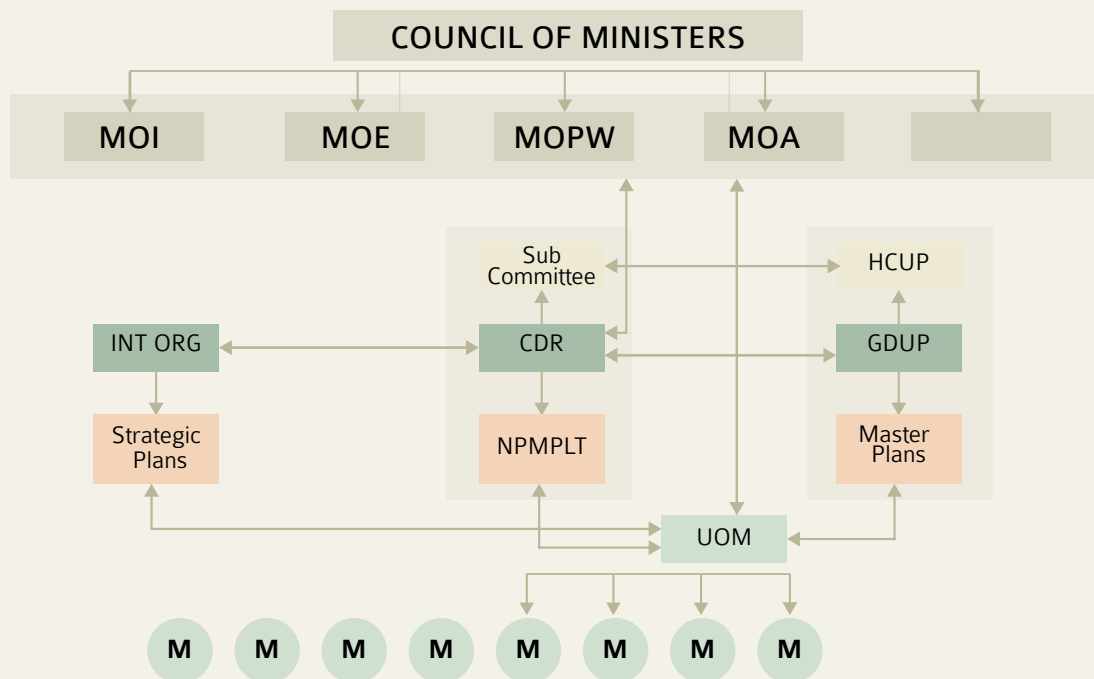 COUNCIL OF MINISTERS
MOI
MOE
MOPW
MOA
Sub
Committee
HCUP
INT ORG
CDR
GDUP
Strategic
Plans
NPMPLT
Master
Plans
UOM
M
M
M
M
M
M
M
M